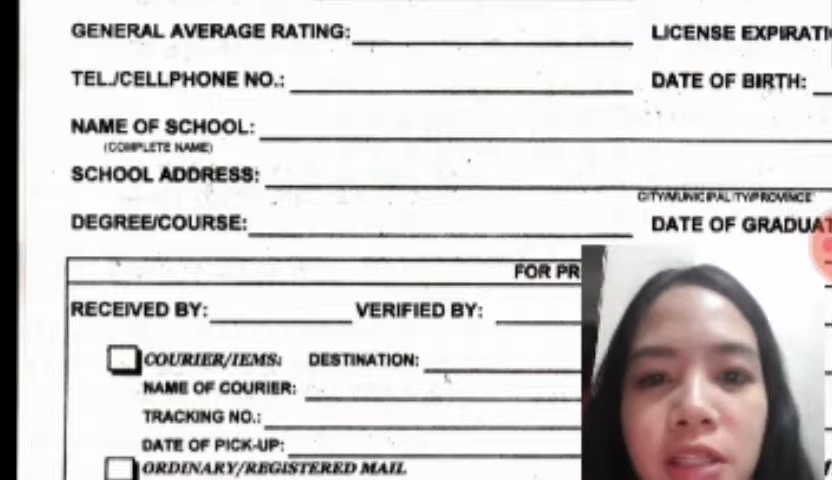 GENERAL AVERAGE RATING: LICENSE EXPIRATI
TEL./CELLPHONE NO.: DATE OF BIRTH:
NAME OF SCHOOL:
(COMPLETE NAME)
SCHOOL ADDRESS:
CITY/MUNICIPALITY/PROVINCE
DEGREE/COURSE: DATE OF GRADUAT
FOR PR
RECEIVED BY: VERIFIED BY:
COURIER/IEMS: DESTINATION:
NAME OF COURIER:
TRACKING NO.:
DATE OF PICK-UP:
ORDINARY/REGISTERED MAIL